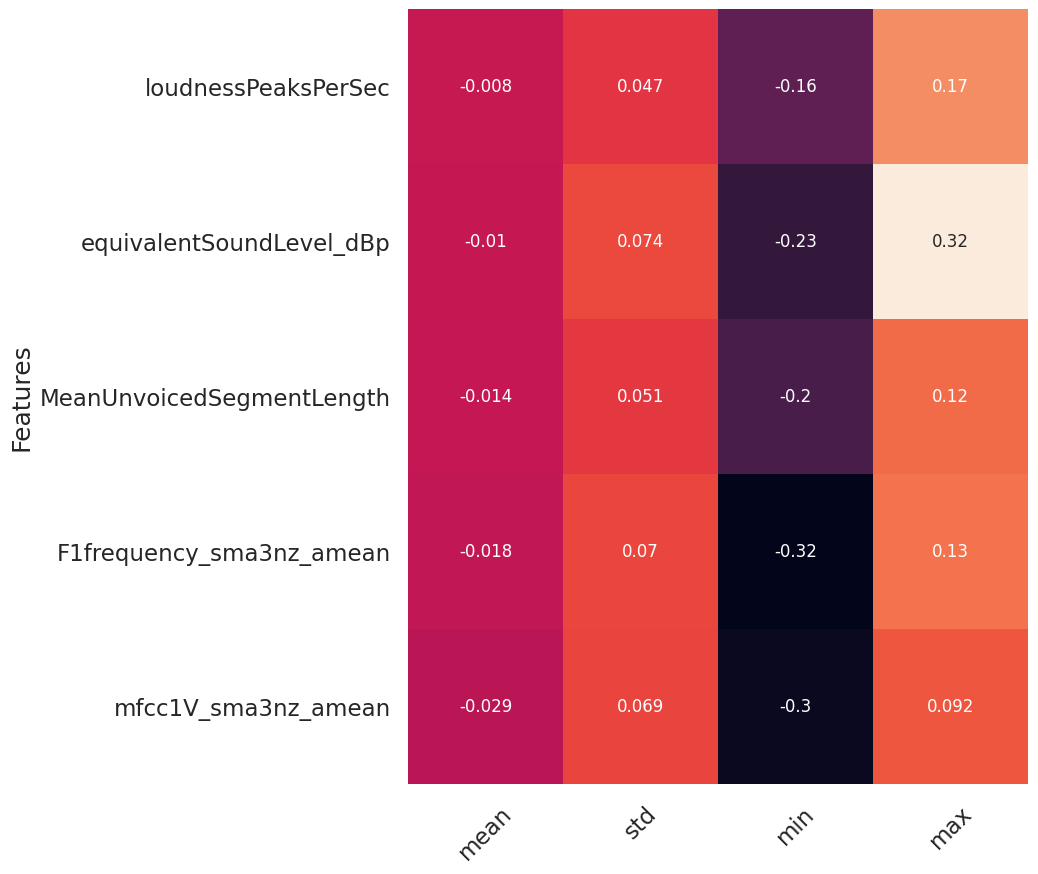 Features
loudnessPeaksPerSec -0.008 0.047 -0.16 0.17
equivalentSoundLevel_dBp -0.01 0.074 -0.23 0.32
MeanUnvoicedSegmentLength -0.014 0.051 -0.2 0.12
F1frequency_sma3nz_amean -0.018 0.07 -0.32 0.13
mfcc1V_sma3nz_amean -0.029 0.069 -0.3 0.092
mean std min max